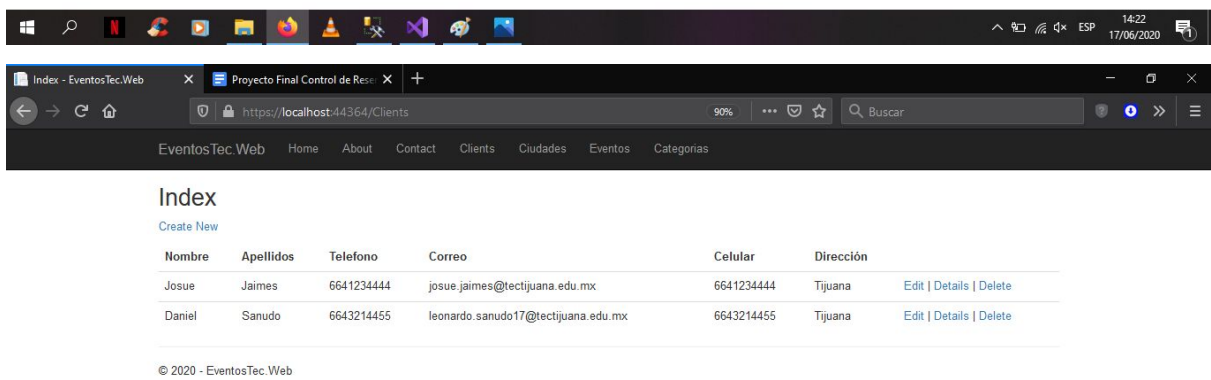 ESP
14:22
17/06/2020
1
Index - EventosTec.Web
Proyecto Final Control de Reser
https://localhost:44364/Clients
90%
Buscar
EventosTec.Web Home About Contact Clients Ciudades Eventos Categorias
Index
Create New
Nombre Apellidos Telefono Correo Celular Dirección
Josue Jaimes 6641234444 josue.jaimes@tectijuana.edu.mx 6641234444 Tijuana Edit | Details | Delete
Daniel Sanudo 6643214455 leonardo.sanudo17@tectijuana.edu.mx 6643214455 Tijuana Edit | Details | Delete
© 2020 - EventosTec.Web